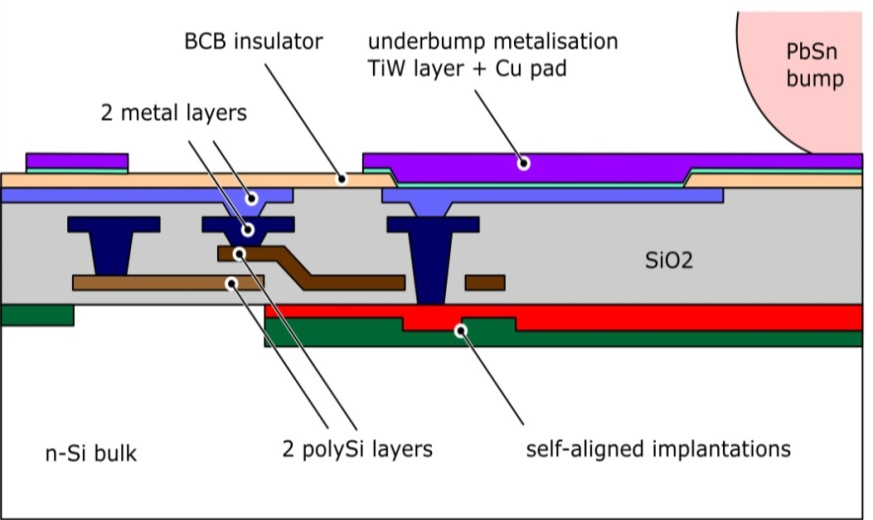 BCB insulator
underbump metalisation
TiW layer + Cu pad
PbSn
bump
2 metal layers
SiO2
n-Si bulk
2 polySi layers
self-aligned implantations